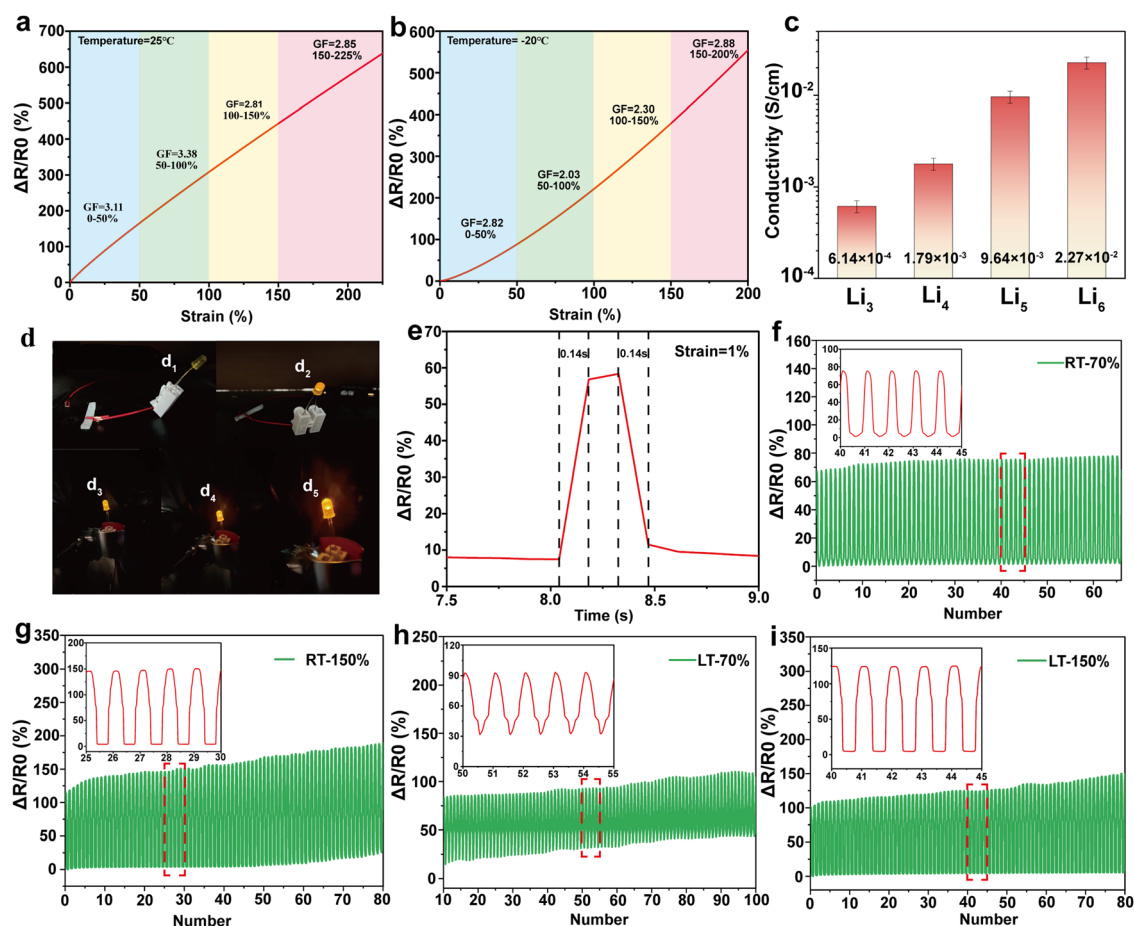 a
Temperature=25℃
GF=3.11
0-50%
GF=3.38
50-100%
GF=2.81
100-150%
GF=2.85
150-225%
700
600
500
400
300
200
100
0
0
50
100
150
200
ΔR/R0 (%)
Strain (%)
b
Temperature= -20℃
GF=2.82
0-50%
GF=2.03
50-100%
GF=2.30
100-150%
GF=2.88
150-200%
600
500
400
300
200
100
0
0
50
100
150
200
ΔR/R0 (%)
Strain (%)
c
Conductivity (S/cm)
10⁻²
10⁻³
10⁻⁴
6.14×10⁻⁴
1.79×10⁻³
9.64×10⁻³
2.27×10⁻²
Li₃
Li₄
Li₅
Li₆
d
d₁
d₂
d₃
d₄
d₅
e
0.14s
0.14s
Strain=1%
70
60
50
40
30
20
10
0
7.5
8.0
8.5
9.0
ΔR/R0 (%)
Time (s)
f
RT-70%
160
140
120
100
80
60
40
20
0
100
80
60
40
20
0
40 41 42 43 44 45
0 10 20 30 40 50 60
ΔR/R0 (%)
Number
g
RT-150%
350
300
250
200
150
100
50
0
200
150
100
50
0
25 26 27 28 29 30
0 10 20 30 40 50 60 70 80
ΔR/R0 (%)
Number
h
LT-70%
250
200
150
100
50
0
120
90
60
30
0
50 51 52 53 54 55
10 20 30 40 50 60 70 80 90 100
ΔR/R0 (%)
Number
i
LT-150%
350
300
250
200
150
100
50
0
150
100
50
0
40 41 42 43 44 45
0 10 20 30 40 50 60 70 80
ΔR/R0 (%)
Number